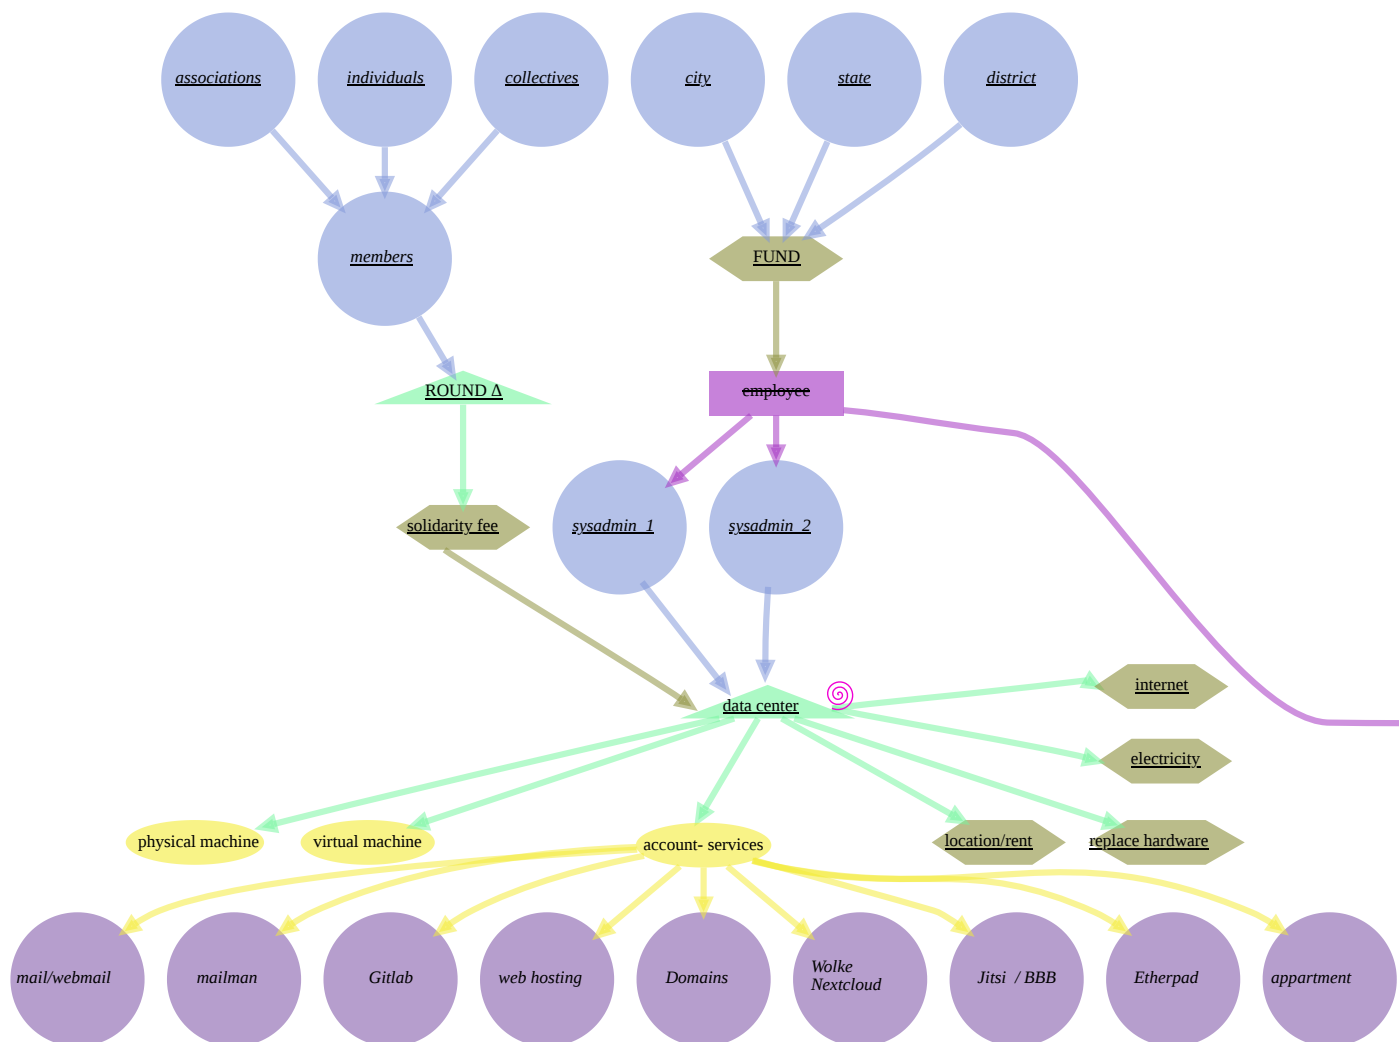 associations
individuals
collectives
city
state
district
members
FUND
ROUND Δ
employee
solidarity fee
sysadmin_1
sysadmin_2
data center
internet
electricity
physical machine
virtual machine
account- services
location/rent
replace hardware
mail/webmail
mailman
Gitlab
web hosting
Domains
Wolke
Nextcloud
Jitsi / BBB
Etherpad
appartment